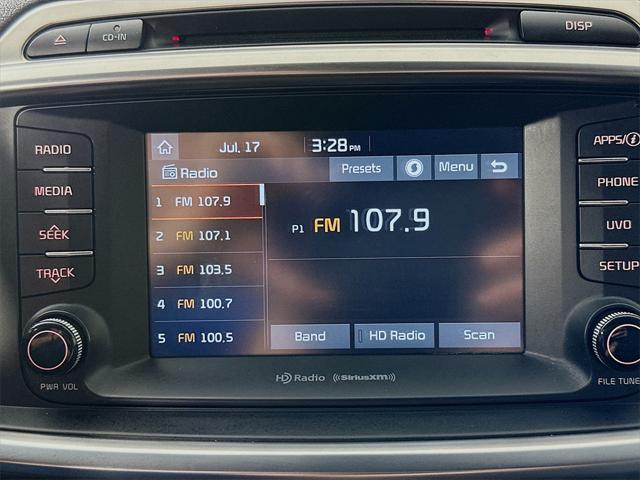 CD-IN
DISP
RADIO
MEDIA
SEEK
TRACK
PWR VOL
Jul. 17 3:28 PM
Radio Presets Menu
1 FM 107.9
2 FM 107.1
3 FM 103.5
4 FM 100.7
5 FM 100.5
P1 FM 107.9
Band HD Radio Scan
HD Radio ((SiriusXM))
APPS/i
PHONE
UVO
SETUP
FILE TUNE